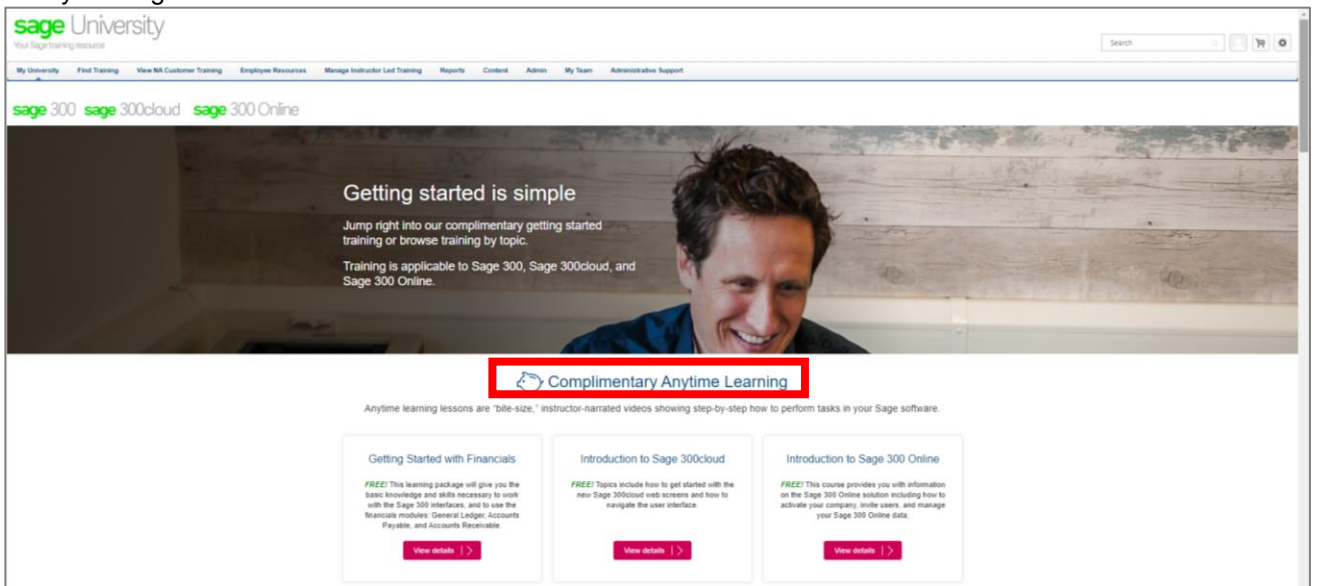 sage University
Your Sage training resource
Search
My University Find Training View NA Customer Training Employee Resources Manage Instructor Led Training Reports Content Admin My Team Administrative Support
sage 300 sage 300cloud sage 300 Online
Getting started is simple
Jump right into our complimentary getting started
training or browse training by topic.
Training is applicable to Sage 300, Sage 300cloud, and
Sage 300 Online.
Complimentary Anytime Learning
Anytime learning lessons are "bite-size," instructor-narrated videos showing step-by-step how to perform tasks in your Sage software.
Getting Started with Financials
FREE! This learning package will give you the
basic knowledge and skills necessary to work
with the Sage 300 interfaces, and to use the
financials modules: General Ledger, Accounts
Payable, and Accounts Receivable.
View details
Introduction to Sage 300cloud
FREE! Topics include how to get started with the
new Sage 300cloud web screens and how to
navigate the user interface.
View details
Introduction to Sage 300 Online
FREE! This course provides you with information
on the Sage 300 Online solution including how to
activate your company, invite users, and manage
your Sage 300 Online data.
View details